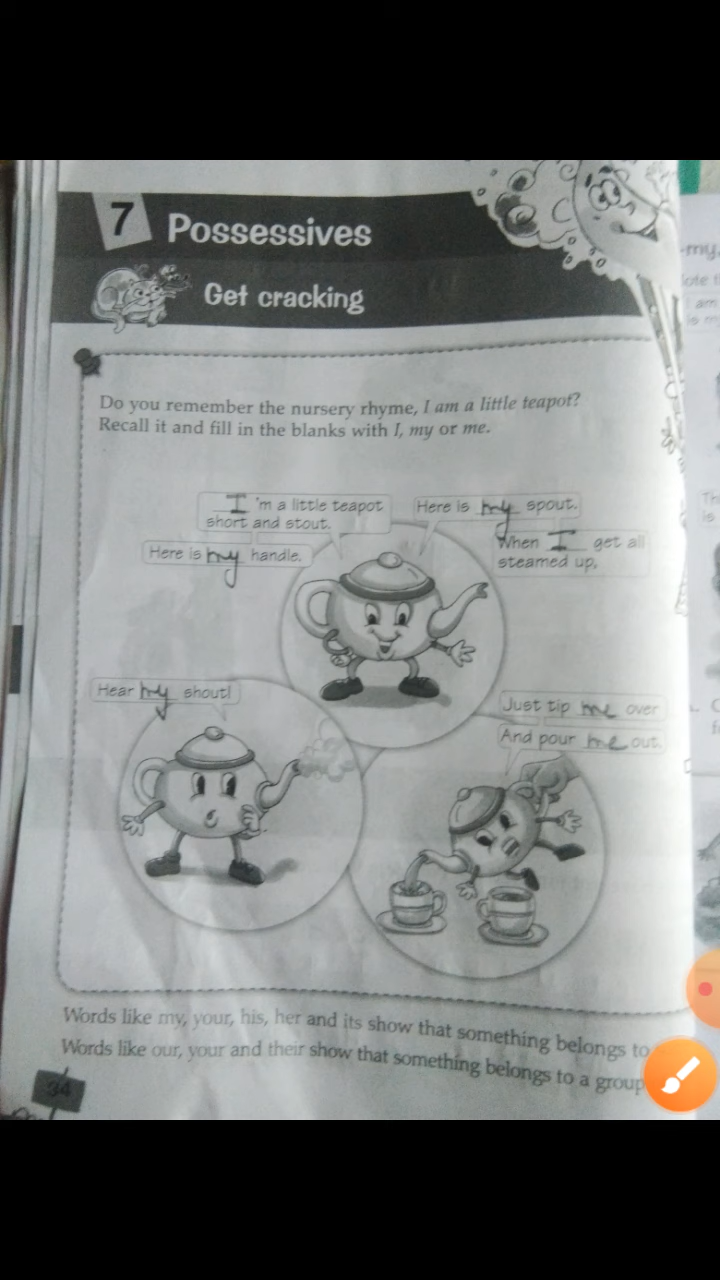 7 Possessives
Get cracking
Do you remember the nursery rhyme, I am a little teapot?
Recall it and fill in the blanks with I, my or me.
I 'm a little teapot
short and stout.
Here is my handle.
Here is my spout.
When I get all
steamed up,
Hear my shout!
Just tip me over
And pour me out.
Words like my, your, his, her and its show that something belongs to
Words like our, your and their show that something belongs to a group
34